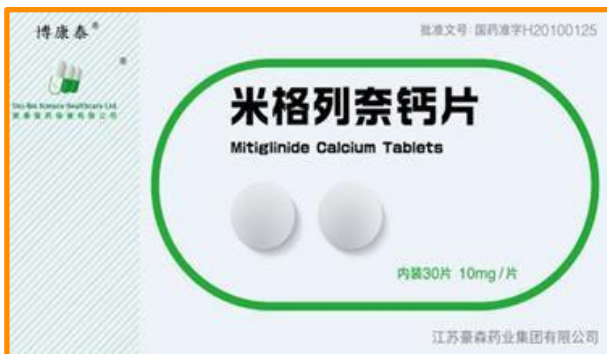 博康泰®
批准文号:国药准字H20100125
®
米格列奈钙片
Mitiglinide Calcium Tablets
内装30片 10mg/片
江苏豪森药业集团有限公司